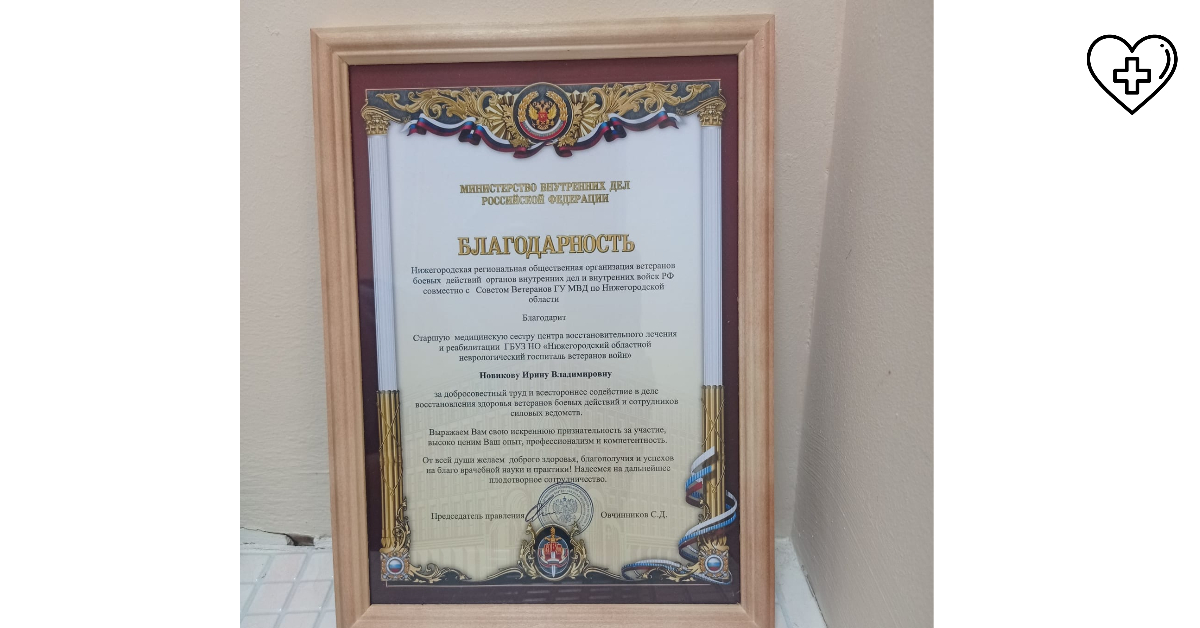 МИНИСТЕРСТВО ВНУТРЕННИХ ДЕЛ
РОССИЙСКОЙ ФЕДЕРАЦИИ
БЛАГОДАРНОСТЬ
Нижегородская региональная общественная организация ветеранов
боевых действий органов внутренних дел и внутренних войск РФ
совместно с Советом Ветеранов ГУ МВД по Нижегородской
области
Благодарит
Старшую медицинскую сестру центра восстановительного лечения
и реабилитации ГБУЗ НО «Нижегородский областной
неврологический госпиталь ветеранов войн»
Новикову Ирину Владимировну
за добросовестный труд и всестороннее содействие в деле
восстановления здоровья ветеранов боевых действий и сотрудников
силовых ведомств.
Выражаем Вам свою искреннюю признательность за участие,
высоко ценим Ваш опыт, профессионализм и компетентность.
От всей души желаем доброго здоровья, благополучия и успехов
на благо врачебной науки и практики! Надеемся на дальнейшее
плодотворное сотрудничество.
Председатель правления Овчинников С.Д.